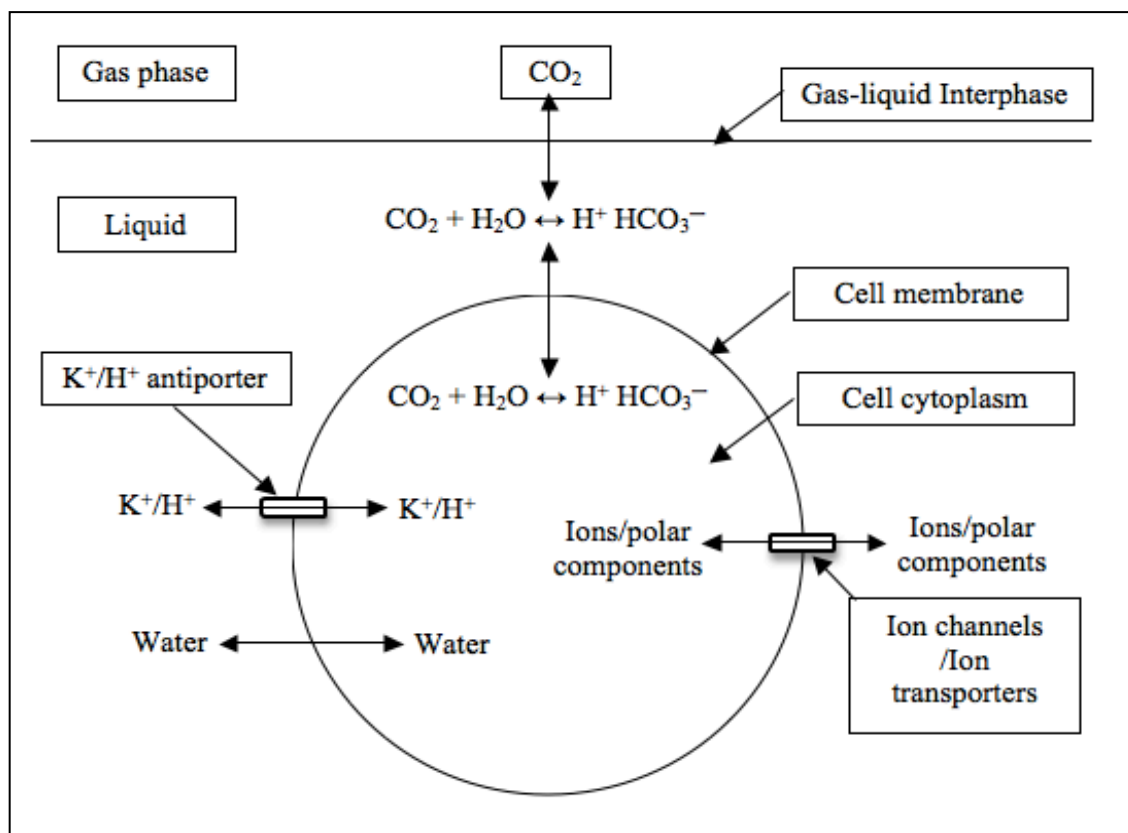 Gas phase
CO₂
Gas-liquid Interphase
Liquid
CO₂ + H₂O ↔ H⁺ HCO₃⁻
Cell membrane
K⁺/H⁺ antiporter
CO₂ + H₂O ↔ H⁺ HCO₃⁻
Cell cytoplasm
K⁺/H⁺
K⁺/H⁺
Ions/polar
components
Ions/polar
components
Water
Water
Ion channels
/Ion
transporters